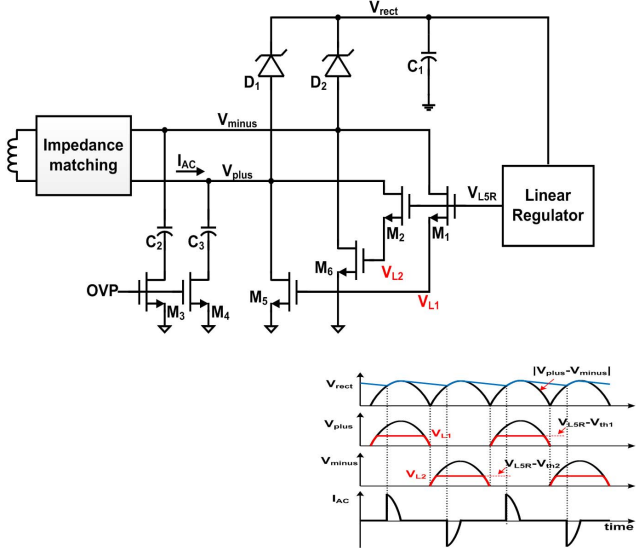 Vrect
D1
D2
C1
Vminus
Impedance
matching
IAC
Vplus
VL5R
Linear
Regulator
C2
C3
M2
M1
M6
VL2
OVP
M5
VL1
M3
M4
Vrect
|Vplus-Vminus|
Vplus
VL1
VL5R-Vth1
Vminus
VL2
VL5R-Vth2
IAC
time